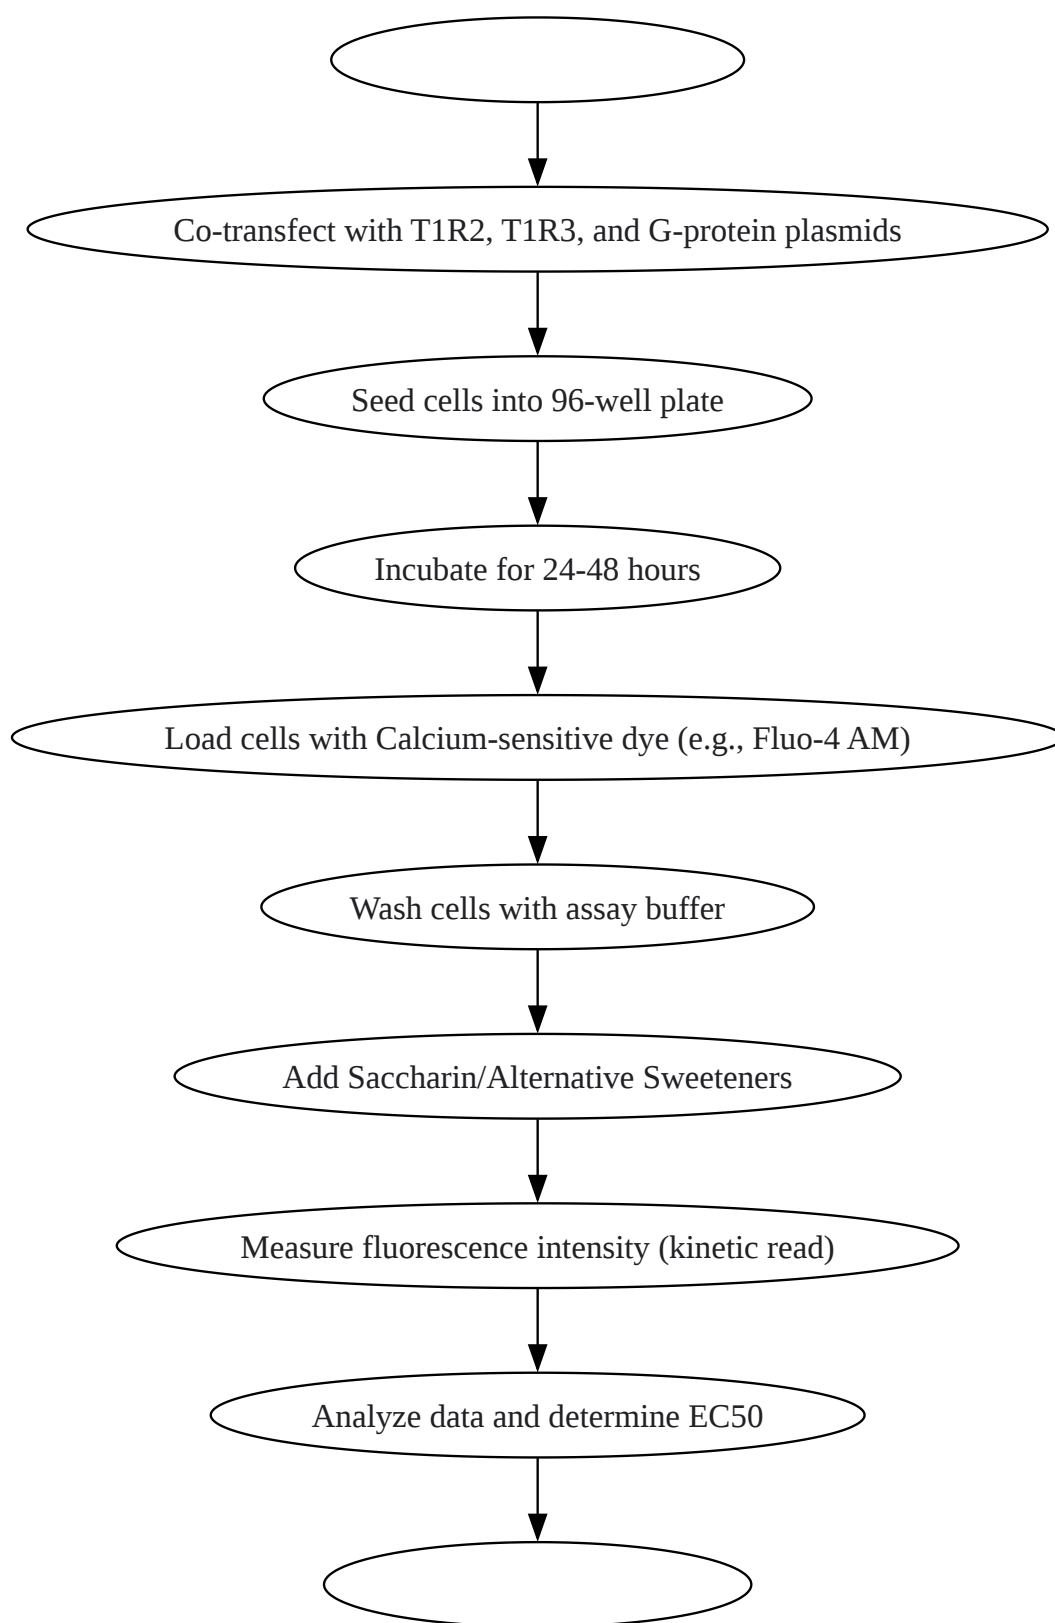 Co-transfect with T1R2, T1R3, and G-protein plasmids
Seed cells into 96-well plate
Incubate for 24-48 hours
Load cells with Calcium-sensitive dye (e.g., Fluo-4 AM)
Wash cells with assay buffer
Add Saccharin/Alternative Sweeteners
Measure fluorescence intensity (kinetic read)
Analyze data and determine EC50